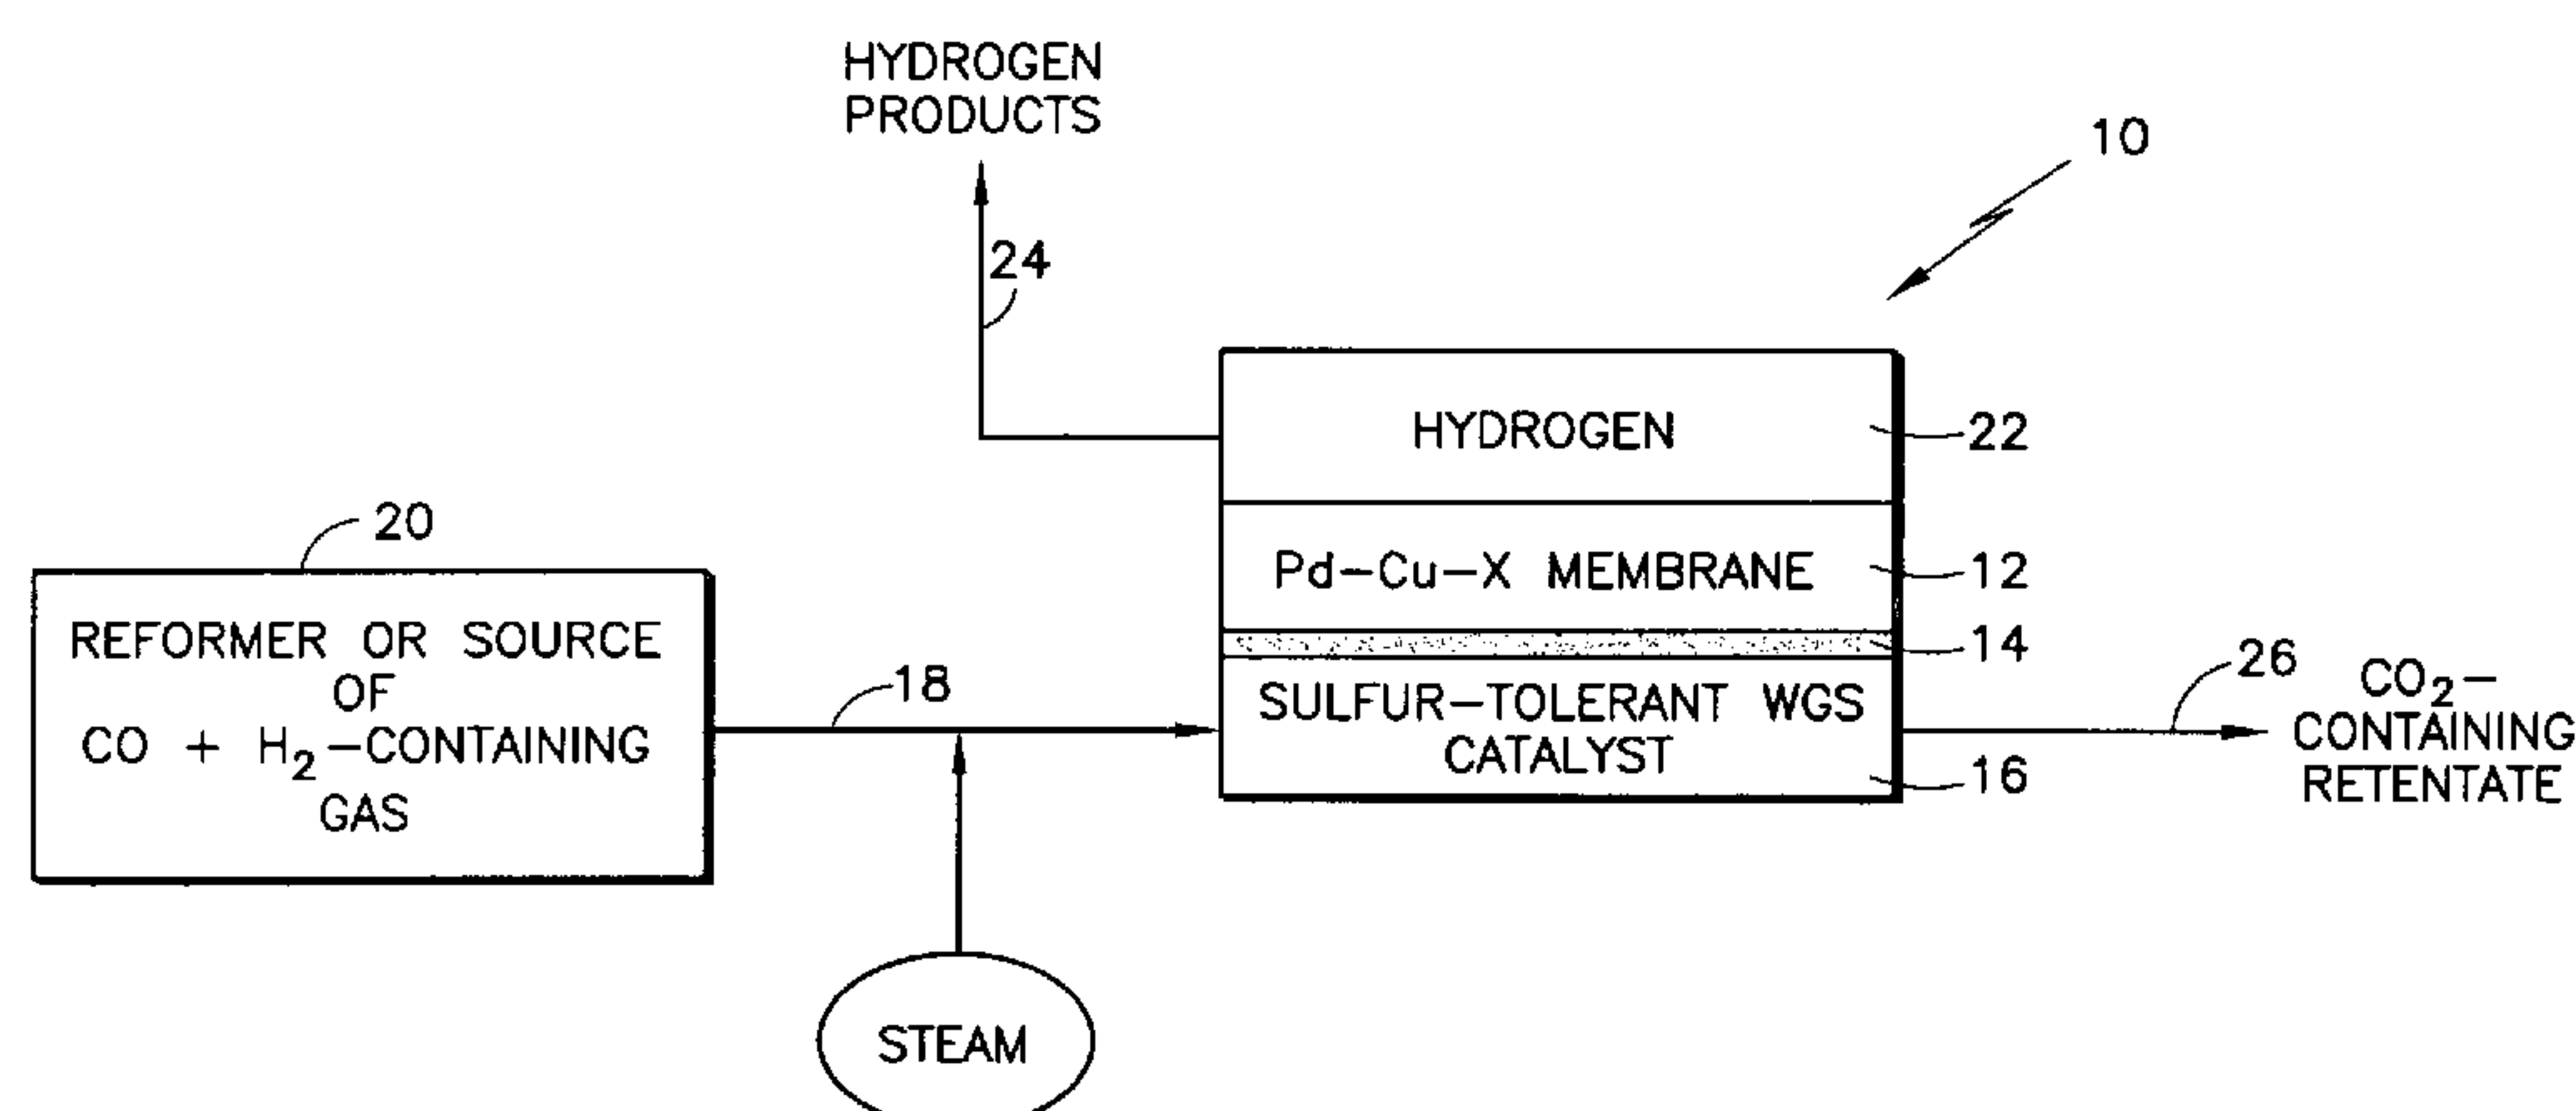 HYDROGEN
PRODUCTS
10
24
HYDROGEN
22
20
Pd-Cu-X MEMBRANE
12
REFORMER OR SOURCE
OF
CO + H2-CONTAINING
GAS
14
18
SULFUR-TOLERANT WGS
CATALYST
16
26
CO2-
CONTAINING
RETENTATE
STEAM